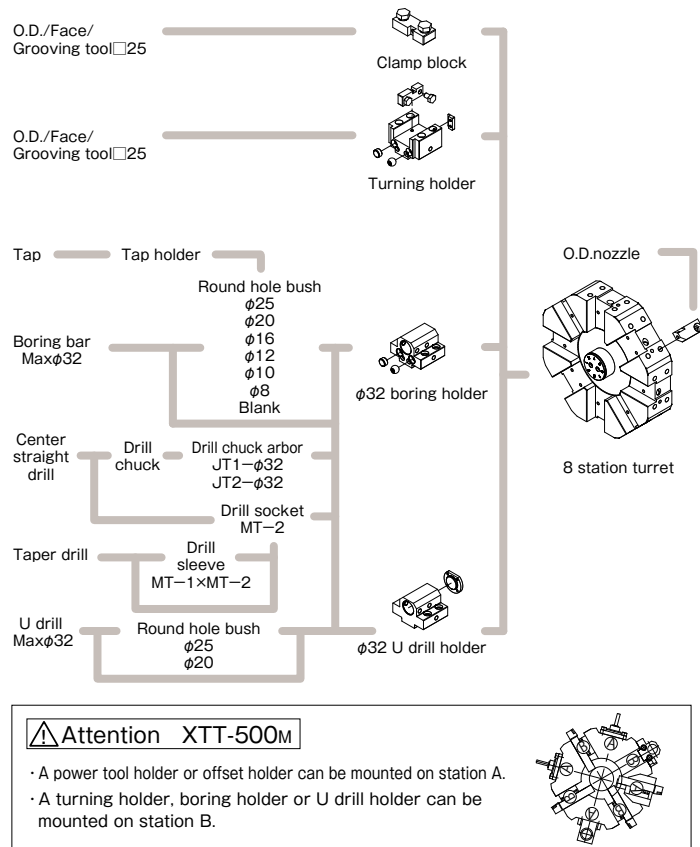 O.D./Face/
Grooving tool□25
Clamp block
O.D./Face/
Grooving tool□25
Turning holder
Tap
Tap holder
O.D.nozzle
Round hole bush
φ25
φ20
φ16
φ12
φ10
φ8
Blank
Boring bar
Maxφ32
φ32 boring holder
8 station turret
Center
straight
drill
Drill
chuck
Drill chuck arbor
JT1−φ32
JT2−φ32
Drill socket
MT−2
Taper drill
Drill
sleeve
MT−1×MT−2
U drill
Maxφ32
Round hole bush
φ25
φ20
φ32 U drill holder
Attention XTT-500M
· A power tool holder or offset holder can be mounted on station A.
· A turning holder, boring holder or U drill holder can be
mounted on station B.
A
B
A
B
A
B
A
B